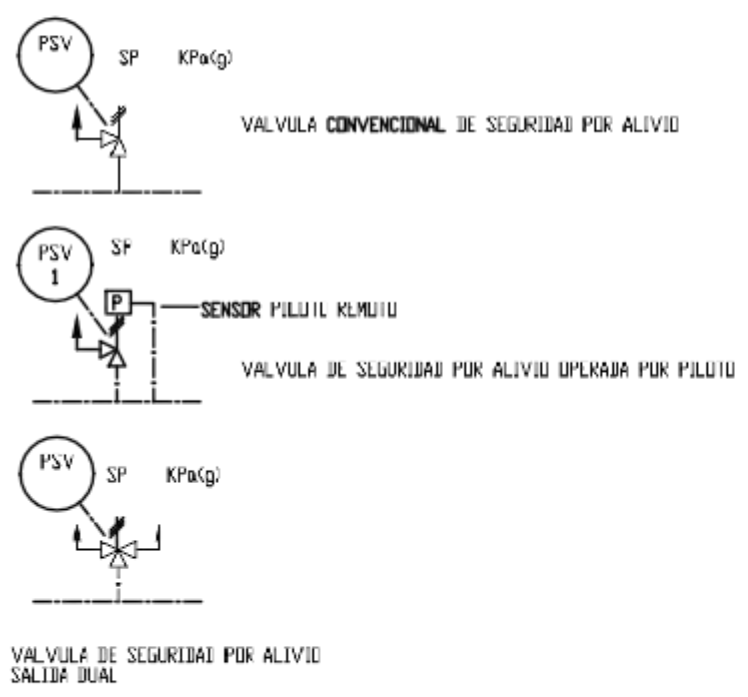 PSV
SP KPa(g)
VALVULA CONVENCIONAL DE SEGURIDAD POR ALIVIO
PSV
1
SP KPa(g)
P
SENSOR PILOTO REMOTO
VALVULA DE SEGURIDAD POR ALIVIO OPERADA POR PILOTO
PSV
SP KPa(g)
VALVULA DE SEGURIDAD POR ALIVIO
SALIDA DUAL